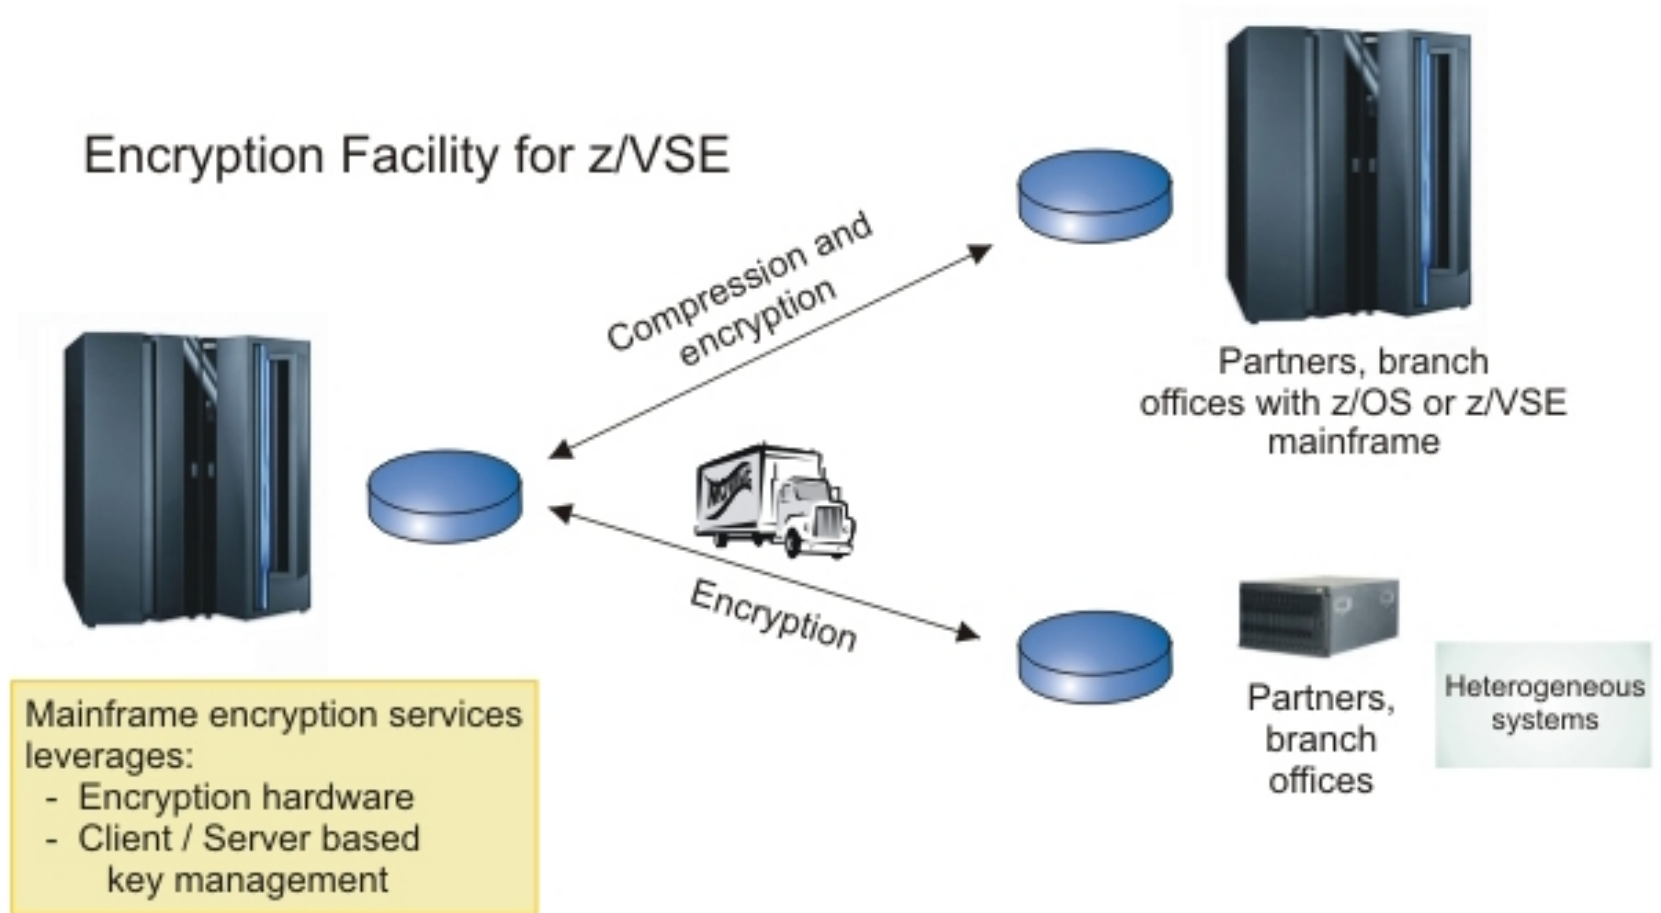 Encryption Facility for z/VSE
Compression and
encryption
Partners, branch
offices with z/OS or z/VSE
mainframe
Encryption
Partners,
branch
offices
Heterogeneous
systems
Mainframe encryption services
leverages:
- Encryption hardware
- Client / Server based
key management